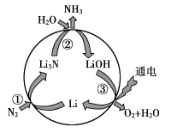 NH₃
H₂O
②
Li₃N
LiOH
通电
①
③
Li
N₂
O₂+H₂O